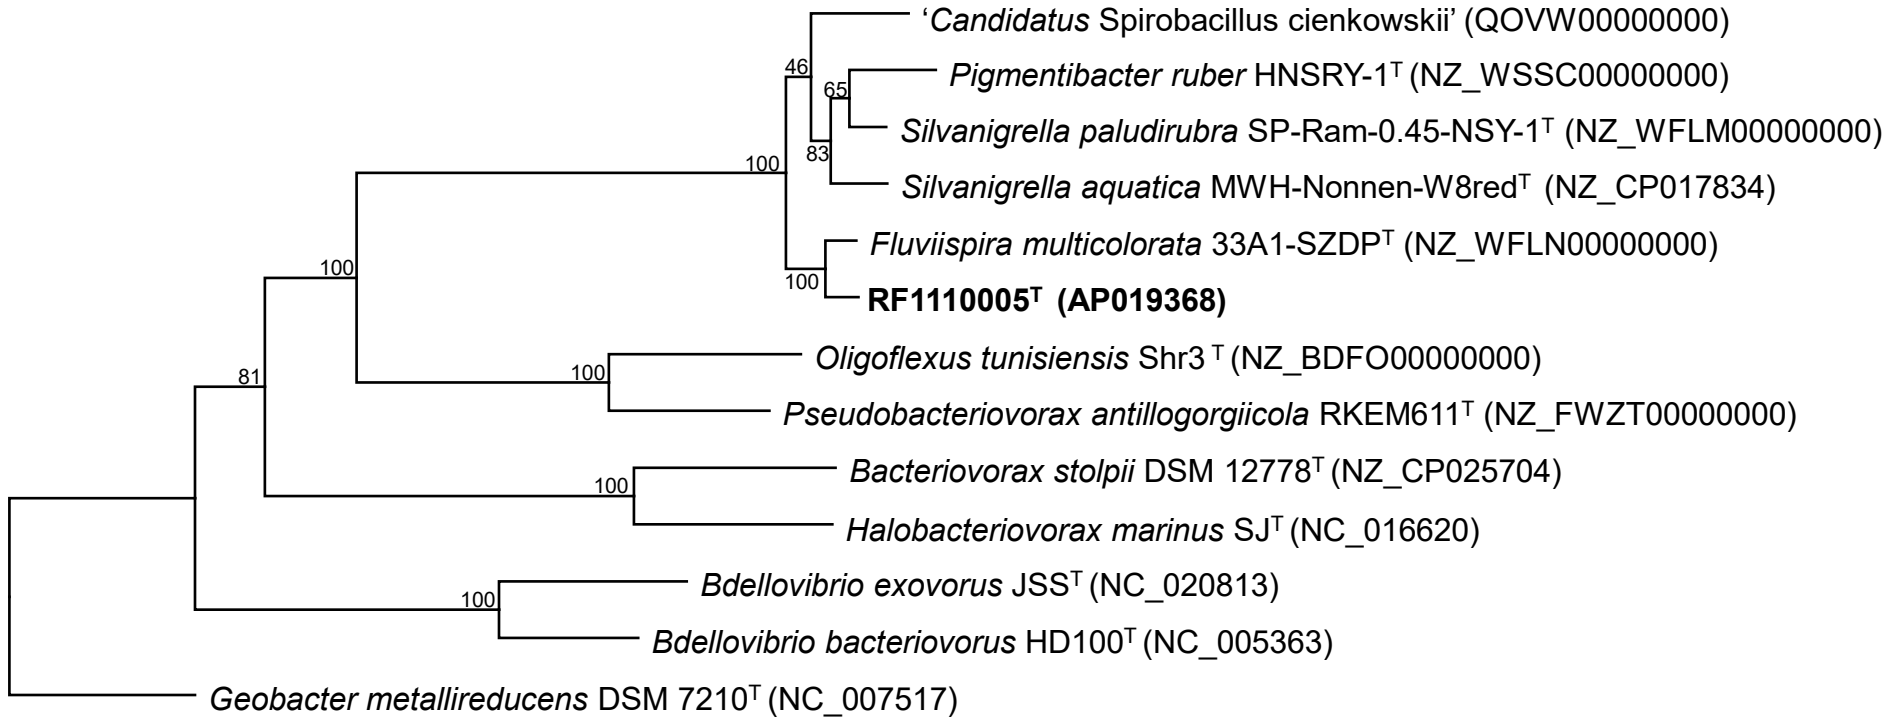 ‘Candidatus Spirobacillus cienkowskii’ (QOVW00000000)
46
Pigmentibacter ruber HNSRY-1ᵀ (NZ_WSSC00000000)
65
Silvanigrella paludirubra SP-Ram-0.45-NSY-1ᵀ (NZ_WFLM00000000)
83
100
Silvanigrella aquatica MWH-Nonnen-W8redᵀ (NZ_CP017834)
Fluviispira multicolorata 33A1-SZDPᵀ (NZ_WFLN00000000)
100
100
RF1110005ᵀ (AP019368)
Oligoflexus tunisiensis Shr3 ᵀ (NZ_BDFO00000000)
81
100
Pseudobacteriovorax antillogorgiicola RKEM611ᵀ (NZ_FWZT00000000)
Bacteriovorax stolpii DSM 12778ᵀ (NZ_CP025704)
100
Halobacteriovorax marinus SJᵀ (NC_016620)
Bdellovibrio exovorus JSSᵀ (NC_020813)
100
Bdellovibrio bacteriovorus HD100ᵀ (NC_005363)
Geobacter metallireducens DSM 7210ᵀ (NC_007517)